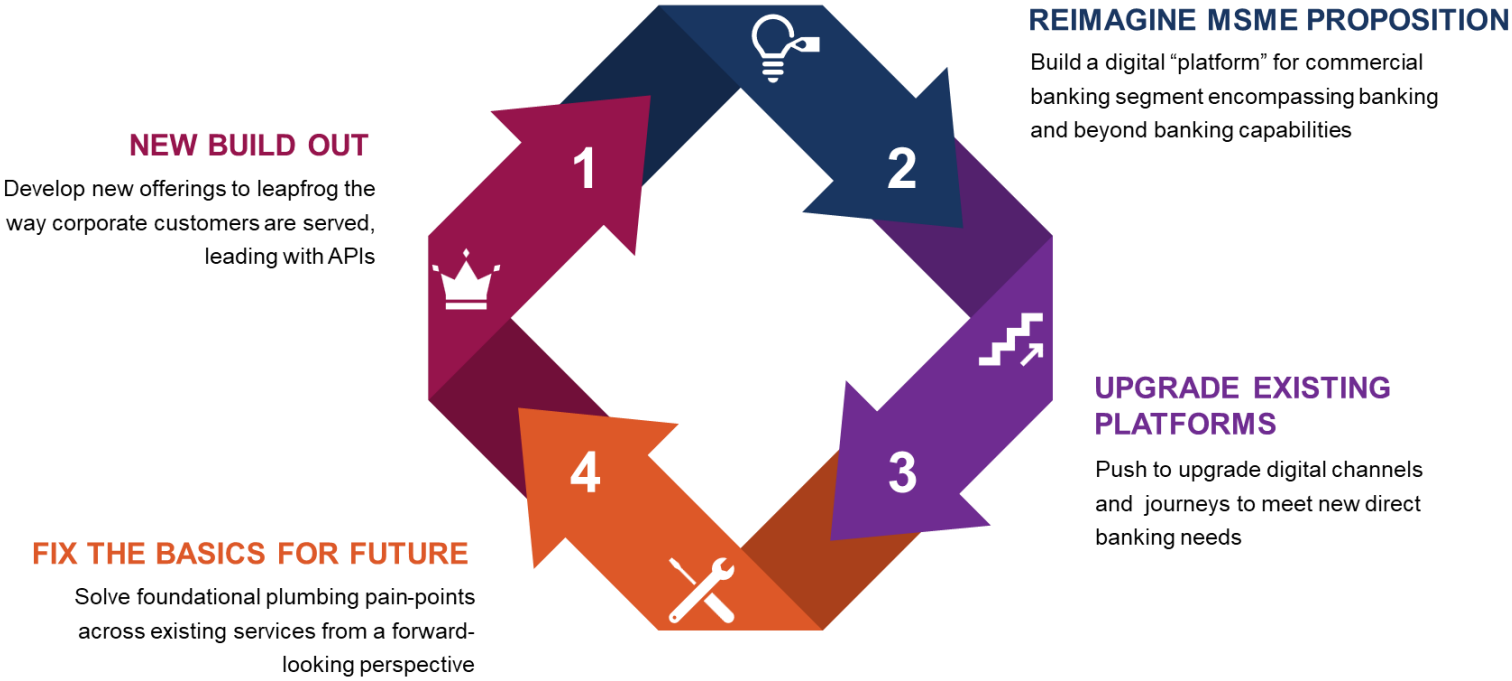 1
NEW BUILD OUT
Develop new offerings to leapfrog the
way corporate customers are served,
leading with APIs
2
REIMAGINE MSME PROPOSITION
Build a digital “platform” for commercial
banking segment encompassing banking
and beyond banking capabilities
3
UPGRADE EXISTING
PLATFORMS
Push to upgrade digital channels
and journeys to meet new direct
banking needs
4
FIX THE BASICS FOR FUTURE
Solve foundational plumbing pain-points
across existing services from a forward-
looking perspective